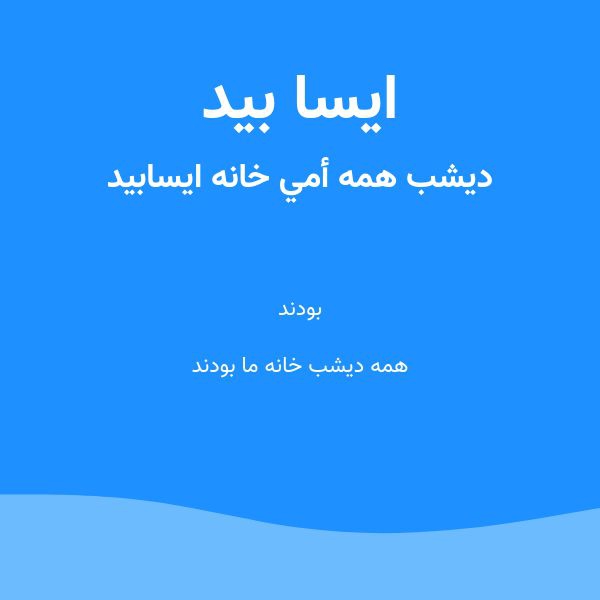 ایسا بید
دیشب همه أمي خانه ایسابید
بودند
همه دیشب خانه ما بودند